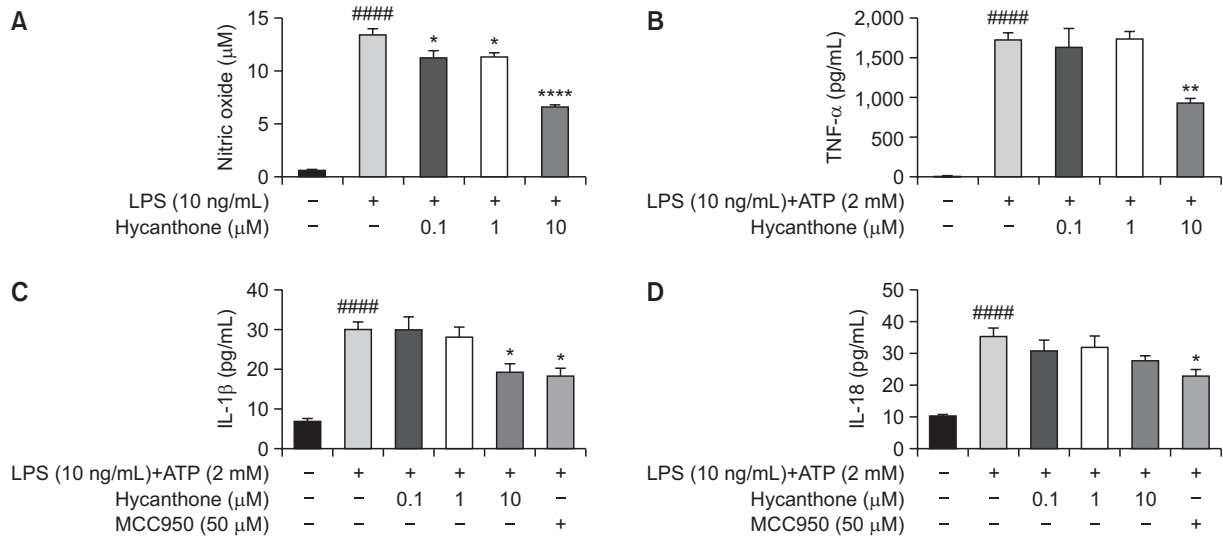 A
15
10
5
0
Nitric oxide (μM)
####
*
*
****
LPS (10 ng/mL) – + + + +
Hycanthone (μM) – – 0.1 1 10
B
2,000
1,500
1,000
500
0
TNF-α (pg/mL)
####
**
LPS (10 ng/mL)+ATP (2 mM) – + + + +
Hycanthone (μM) – – 0.1 1 10
C
40
30
20
10
0
IL-1β (pg/mL)
####
*
*
LPS (10 ng/mL)+ATP (2 mM) – + + + + +
Hycanthone (μM) – – 0.1 1 10 –
MCC950 (50 μM) – – – – – +
D
50
40
30
20
10
0
IL-18 (pg/mL)
####
*
LPS (10 ng/mL)+ATP (2 mM) – + + + + +
Hycanthone (μM) – – 0.1 1 10 –
MCC950 (50 μM) – – – – – +